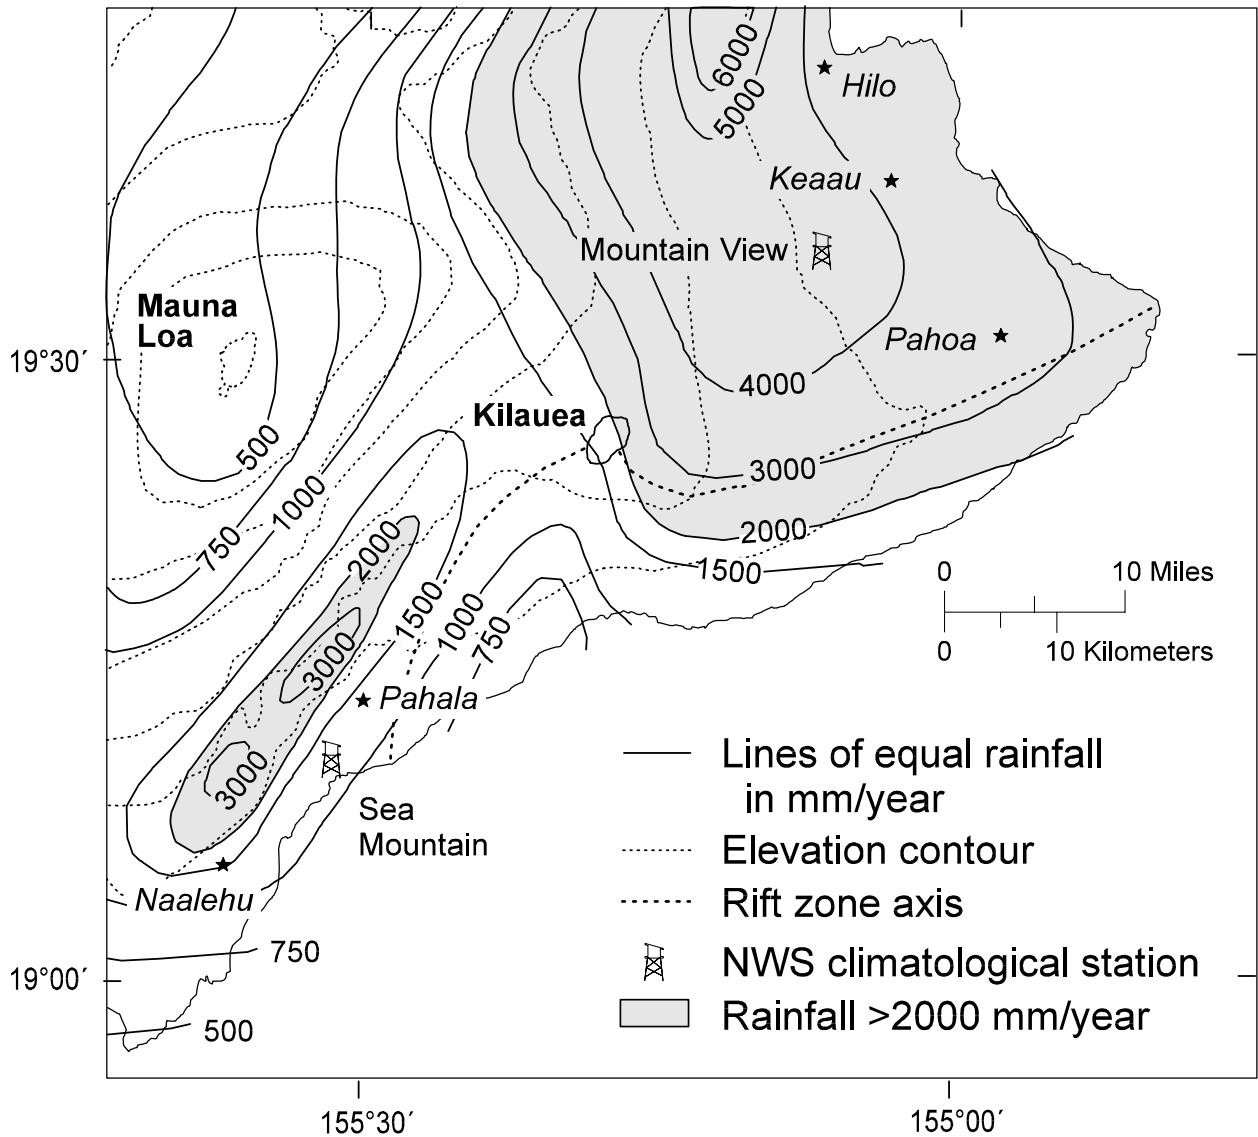 6000
5000
Hilo
Keaau
Mountain View
Mauna
Loa
Pahoa
19°30´
4000
Kilauea
500
3000
1000
2000
750
2000
1500
0
10 Miles
1500
1000
750
3000
0
10 Kilometers
Pahala
3000
Lines of equal rainfall
in mm/year
Sea
Mountain
Elevation contour
Naalehu
Rift zone axis
750
NWS climatological station
19°00´
500
Rainfall >2000 mm/year
155°30´
155°00´